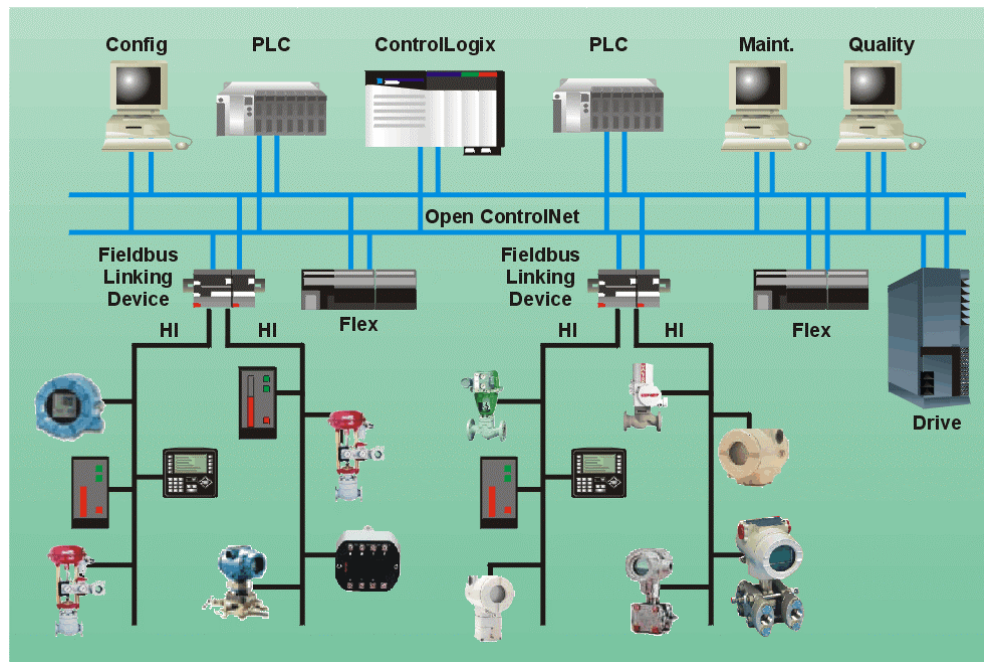 Config
PLC
ControlLogix
PLC
Maint.
Quality
Open ControlNet
Fieldbus
Linking
Device
Flex
Fieldbus
Linking
Device
Flex
Drive
HI
HI
HI
HI